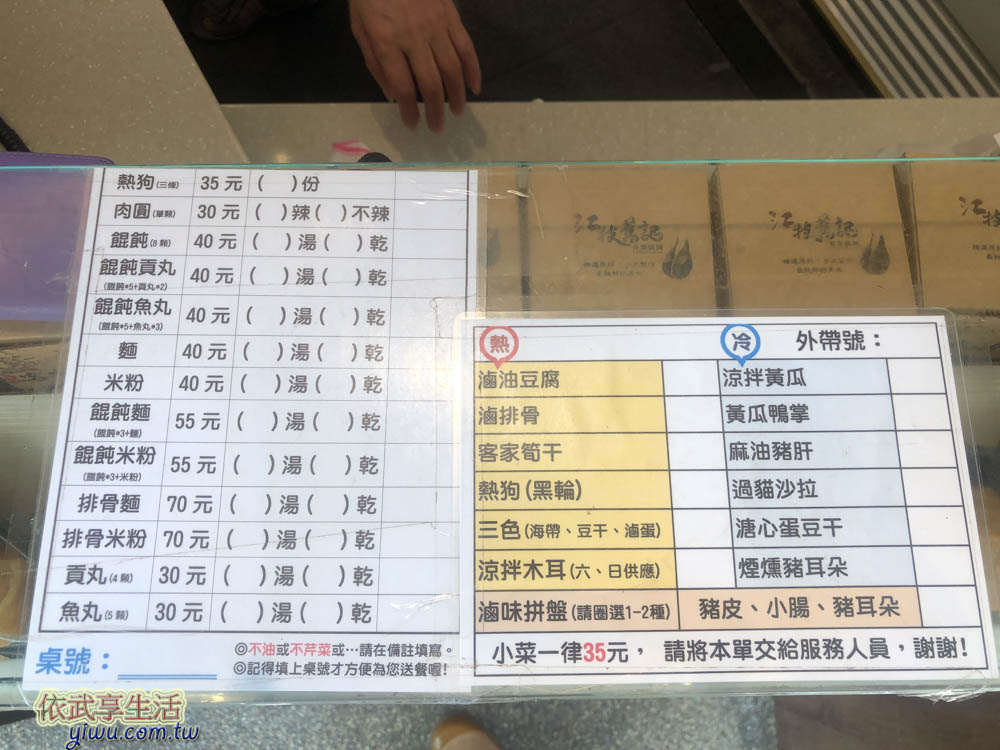 熱狗(三條) 35元 ( )份
肉圓(單顆) 30元 ( )辣( )不辣
餛飩(8顆) 40元 ( )湯( )乾
餛飩貢丸 40元 ( )湯( )乾
(餛飩*5+貢丸*2)
餛飩魚丸 40元 ( )湯( )乾
(餛飩*5+魚丸*3)
麵 40元 ( )湯( )乾
米粉 40元 ( )湯( )乾
餛飩麵 55元 ( )湯( )乾
(餛飩*3+麵)
餛飩米粉 55元 ( )湯( )乾
(餛飩*3+米粉)
排骨麵 70元 ( )湯( )乾
排骨米粉 70元 ( )湯( )乾
貢丸(4顆) 30元 ( )湯( )乾
魚丸(5顆) 30元 ( )湯( )乾
桌號：
◎不油或不芹菜或…請在備註填寫。
◎記得填上桌號才方便為您送餐喔!
熱 冷 外帶號：
滷油豆腐 涼拌黃瓜
滷排骨 黃瓜鴨掌
客家筍干 麻油豬肝
熱狗(黑輪) 過貓沙拉
三色(海帶、豆干、滷蛋) 溏心蛋豆干
涼拌木耳(六、日供應) 煙燻豬耳朵
滷味拼盤(請圈選1-2種) 豬皮、小腸、豬耳朵
小菜一律35元， 請將本單交給服務人員，謝謝!
依武享生活
yiwu.com.tw